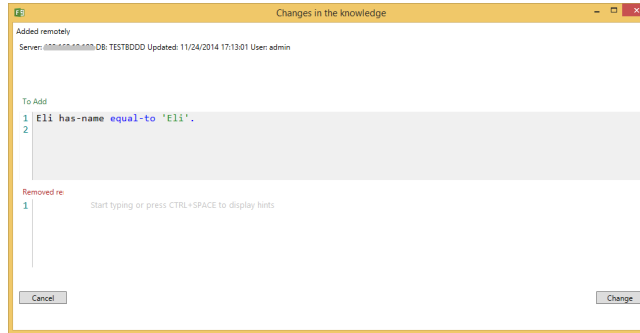 Changes in the knowledge
Added remotely
Server: DB: TESTBDDD Updated: 11/24/2014 17:13:01 User: admin
To Add
1 Eli has-name equal-to 'Eli'.
2
Removed re
1 Start typing or press CTRL+SPACE to display hints
Cancel Change